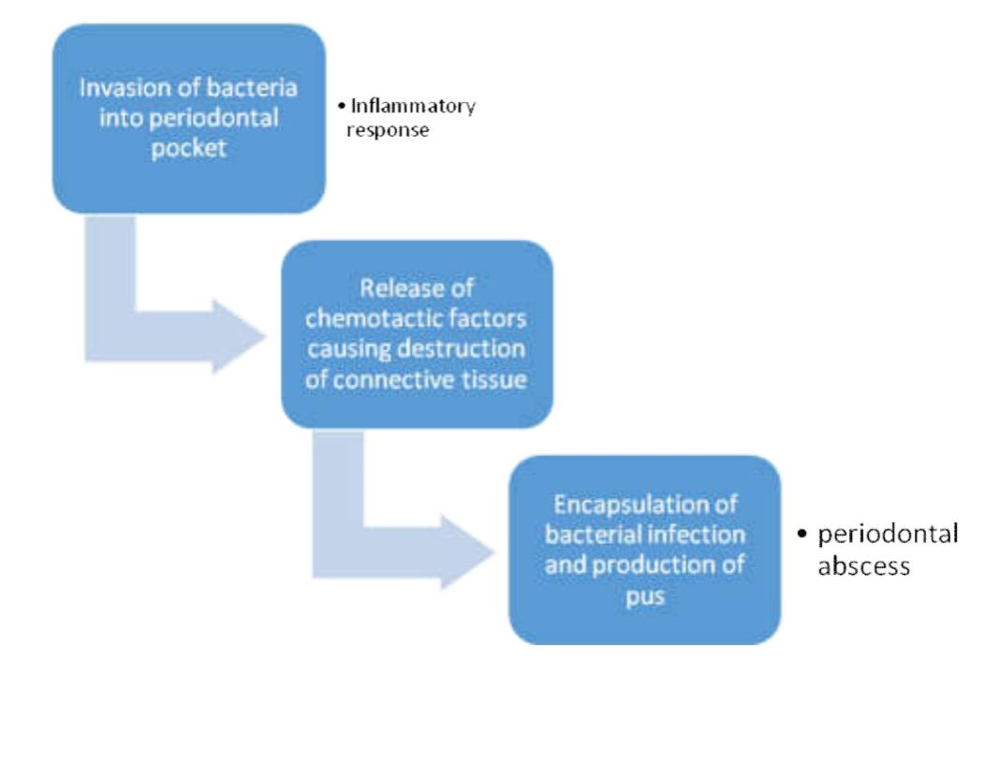 Invasion of bacteria
into periodontal
pocket
• Inflammatory
response
Release of
chemotactic factors
causing destruction
of connective tissue
Encapsulation of
bacterial infection
and production of
pus
• periodontal
abscess